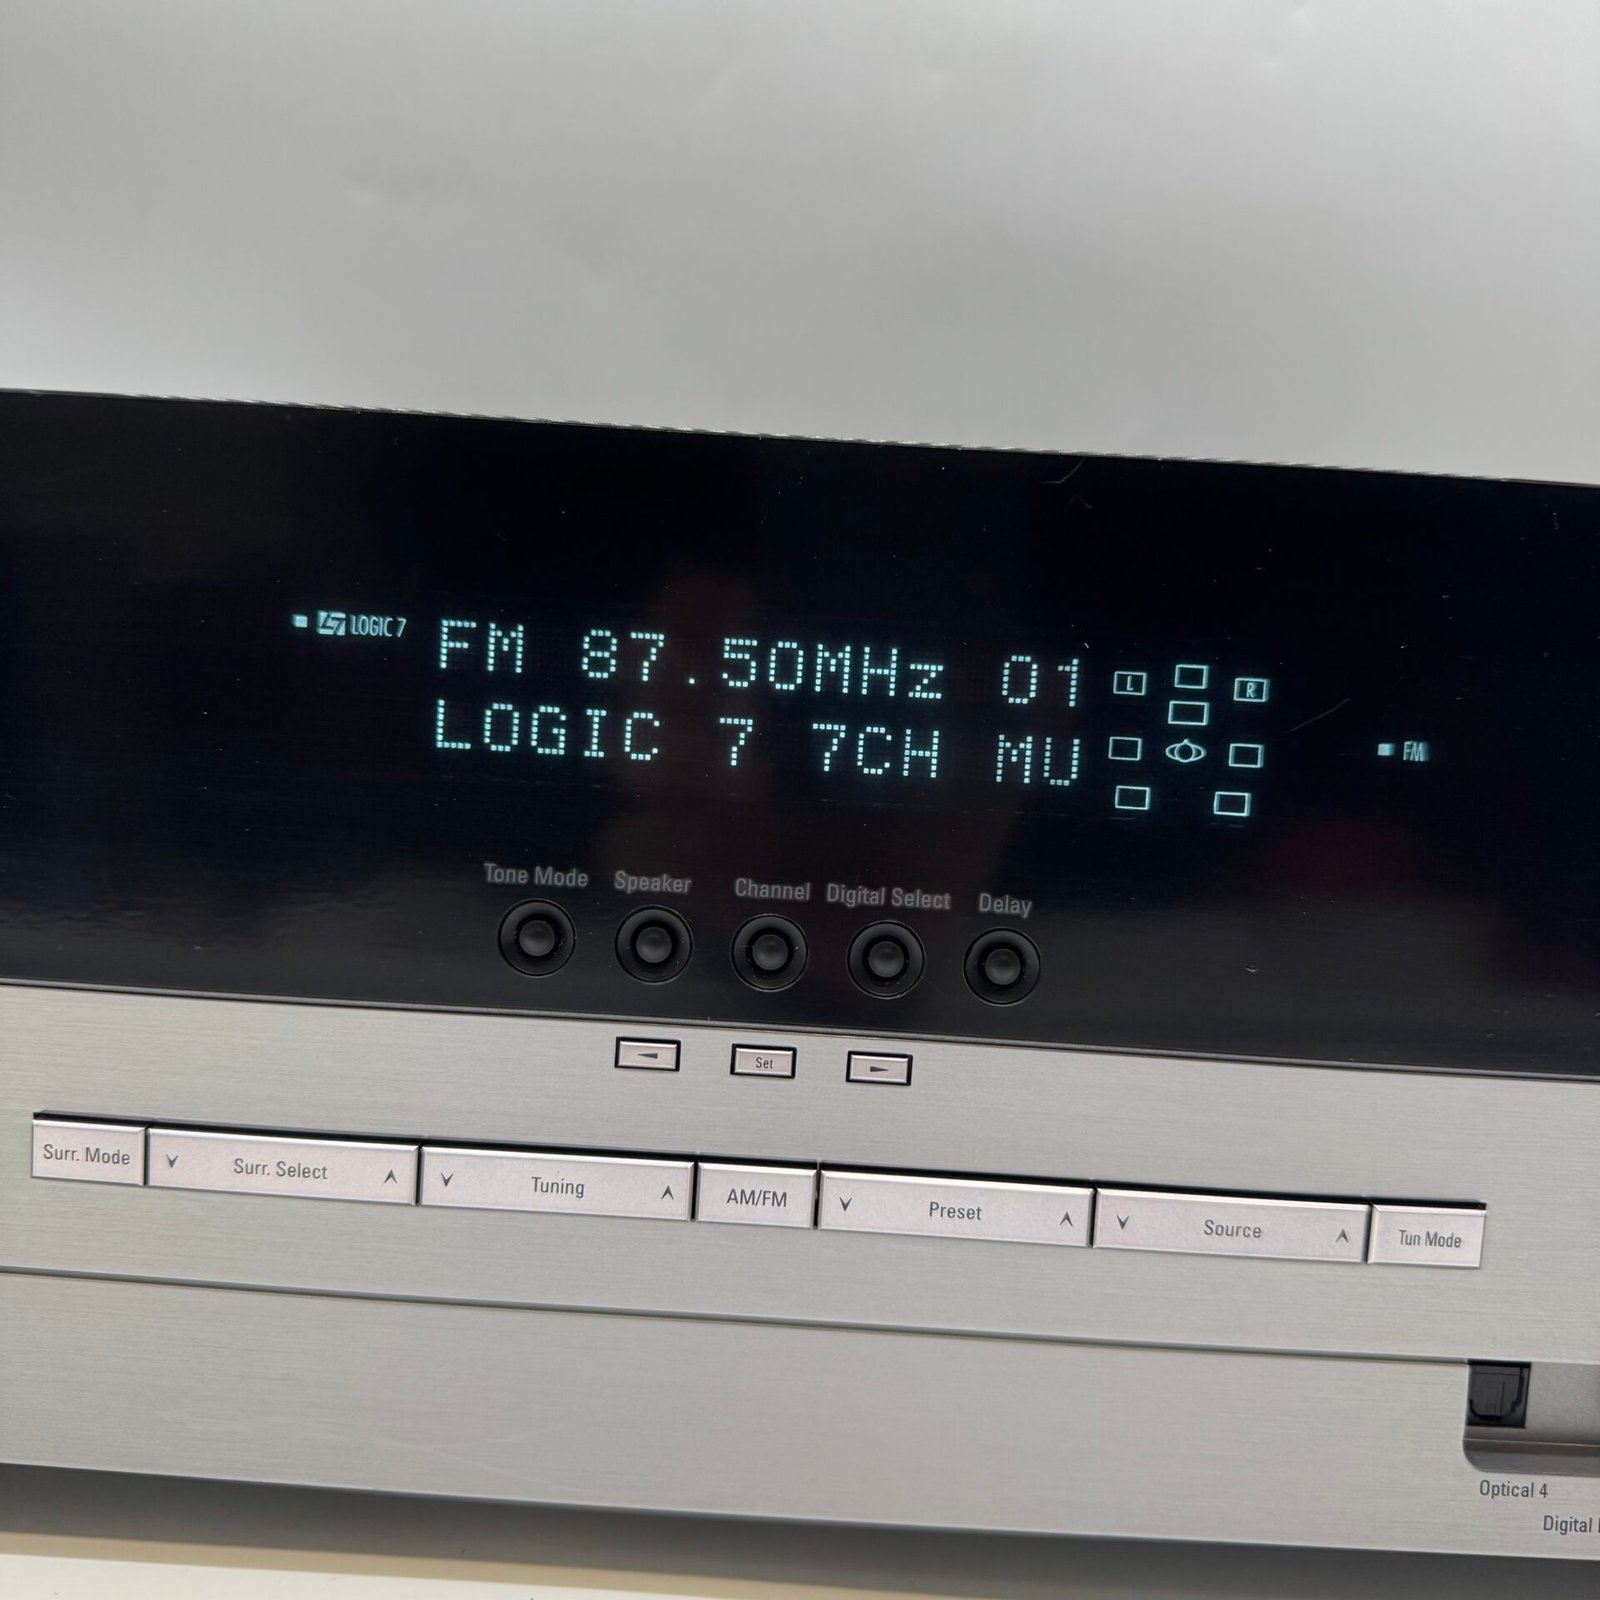 LOGIC 7 FM 87.50MHz 01
L R
LOGIC 7 7CH MU
FM
Tone Mode Speaker Channel Digital Select Delay
Set
Surr. Mode Surr. Select Tuning AM/FM Preset Source Tun Mode
Optical 4
Digital